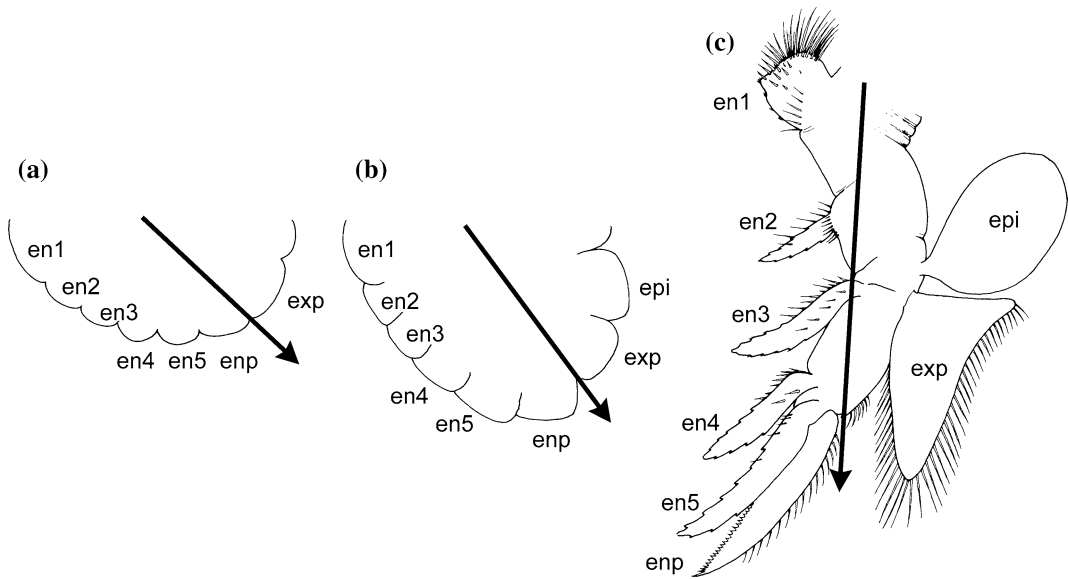 (a)
en1
en2
en3
en4
en5
enp
exp
(b)
en1
en2
en3
en4
en5
enp
exp
epi
(c)
en1
en2
en3
en4
en5
enp
exp
epi